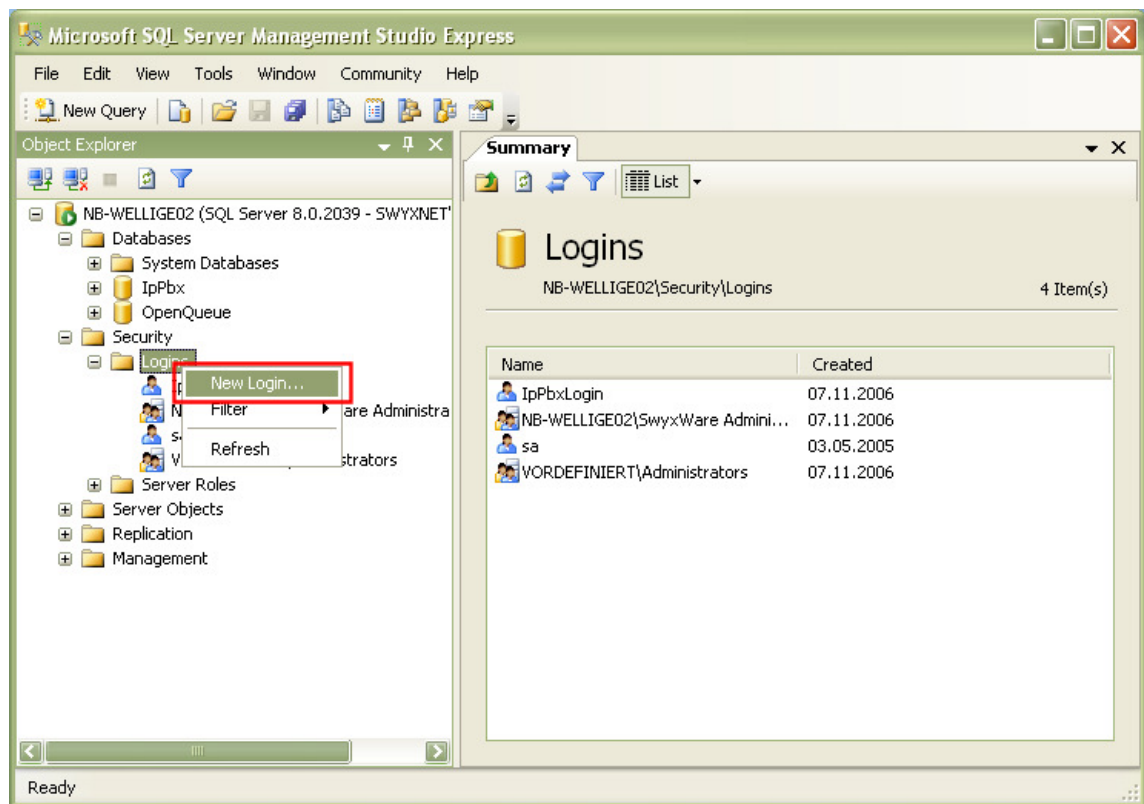 Microsoft SQL Server Management Studio Express
File Edit View Tools Window Community Help
New Query
Object Explorer
NB-WELLIGE02 (SQL Server 8.0.2039 - SWYXNET'
Databases
System Databases
IpPbx
OpenQueue
Security
Logins
New Login...
Filter
are Administra
Refresh
strators
Server Roles
Server Objects
Replication
Management
Summary
List
Logins
NB-WELLIGE02\Security\Logins 4 Item(s)
Name Created
IpPbxLogin 07.11.2006
NB-WELLIGE02\SwyxWare Admini... 07.11.2006
sa 03.05.2005
VORDEFINIERT\Administrators 07.11.2006
Ready